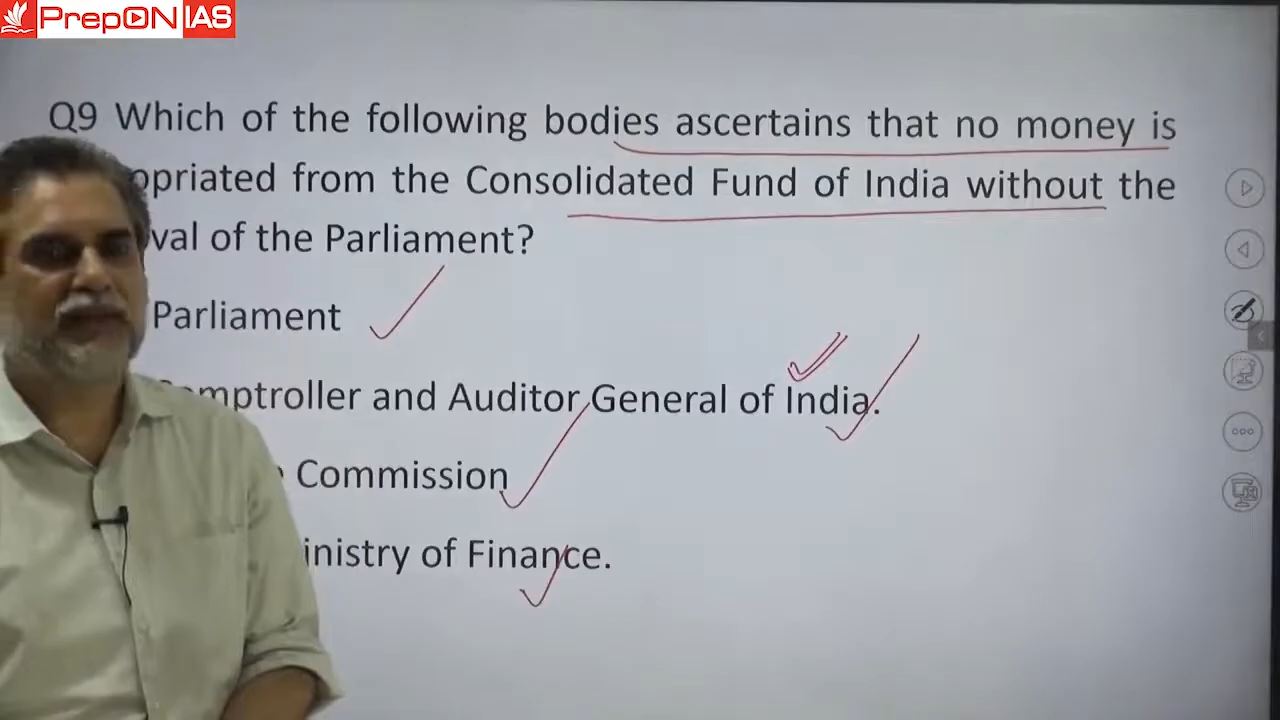 PrepON IAS
Q9 Which of the following bodies ascertains that no money is
opriated from the Consolidated Fund of India without the
val of the Parliament?
Parliament
mptroller and Auditor General of India.
Commission
inistry of Finance.